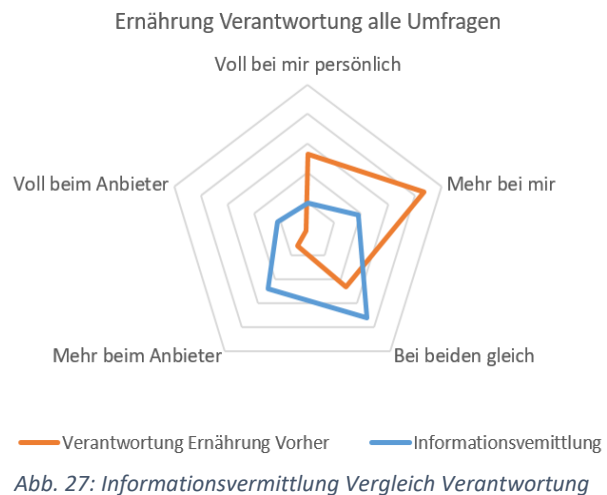 Ernährung Verantwortung alle Umfragen
Voll bei mir persönlich
Voll beim Anbieter
Mehr bei mir
Mehr beim Anbieter
Bei beiden gleich
Verantwortung Ernährung Vorher
Informationsvemittlung
Abb. 27: Informationsvermittlung Vergleich Verantwortung